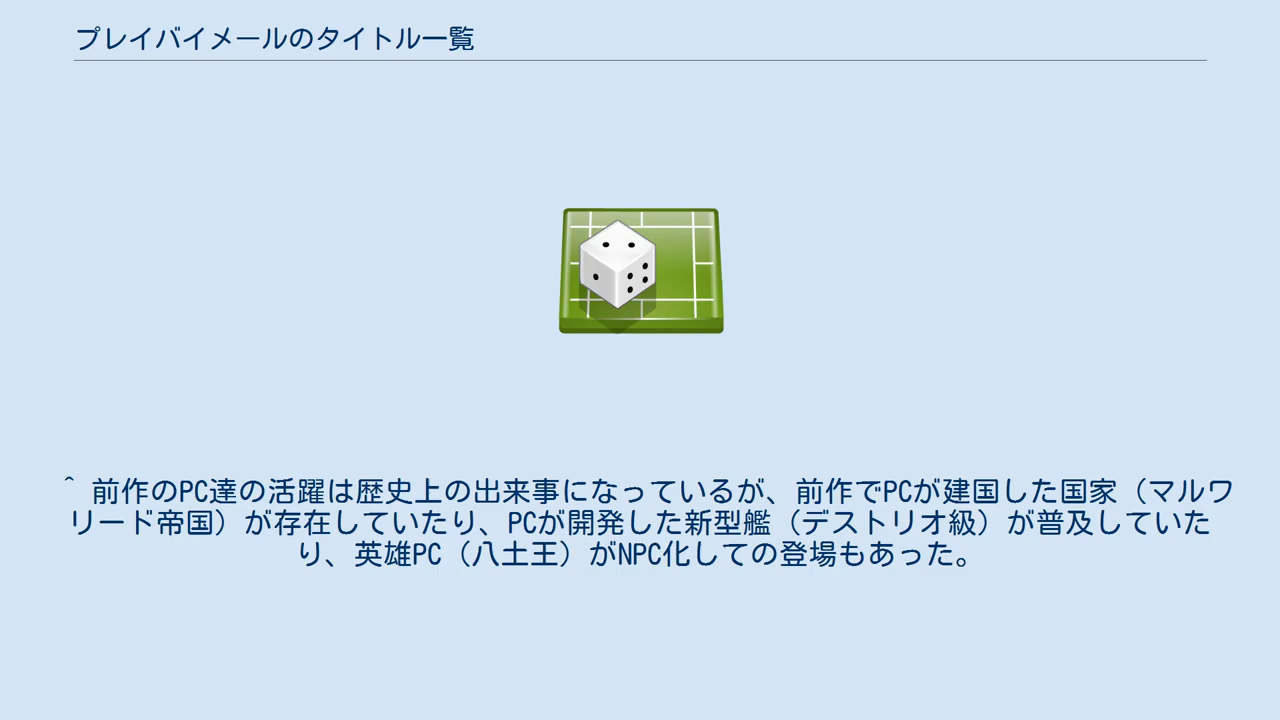 プレイバイメールのタイトル一覧
^ 前作のPC達の活躍は歴史上の出来事になっているが、前作でPCが建国した国家（マルワ
リード帝国）が存在していたり、PCが開発した新型艦（デストリオ級）が普及していた
り、英雄PC（八土王）がNPC化しての登場もあった。